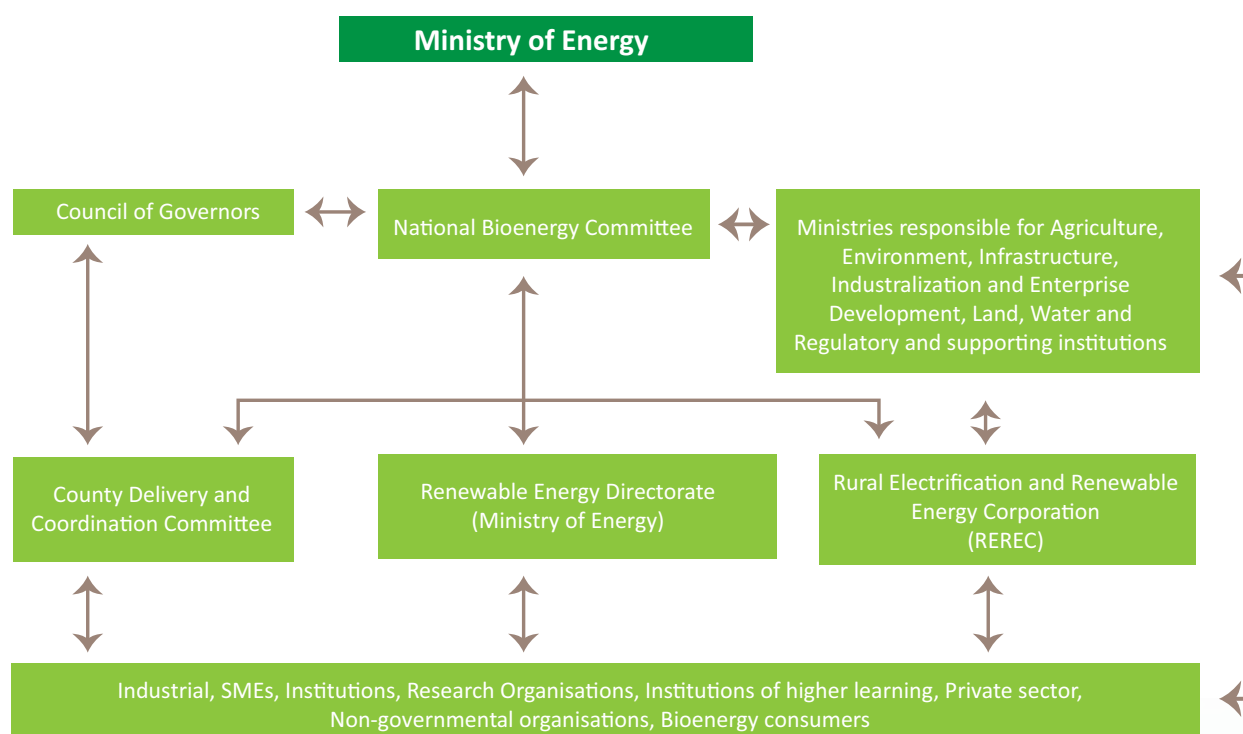 Ministry of Energy
Council of Governors
National Bioenergy Committee
Ministries responsible for Agriculture,
Environment, Infrastructure,
Industralization and Enterprise
Development, Land, Water and
Regulatory and supporting institutions
County Delivery and
Coordination Committee
Renewable Energy Directorate
(Ministry of Energy)
Rural Electrification and Renewable
Energy Corporation
(REREC)
Industrial, SMEs, Institutions, Research Organisations, Institutions of higher learning, Private sector,
Non-governmental organisations, Bioenergy consumers